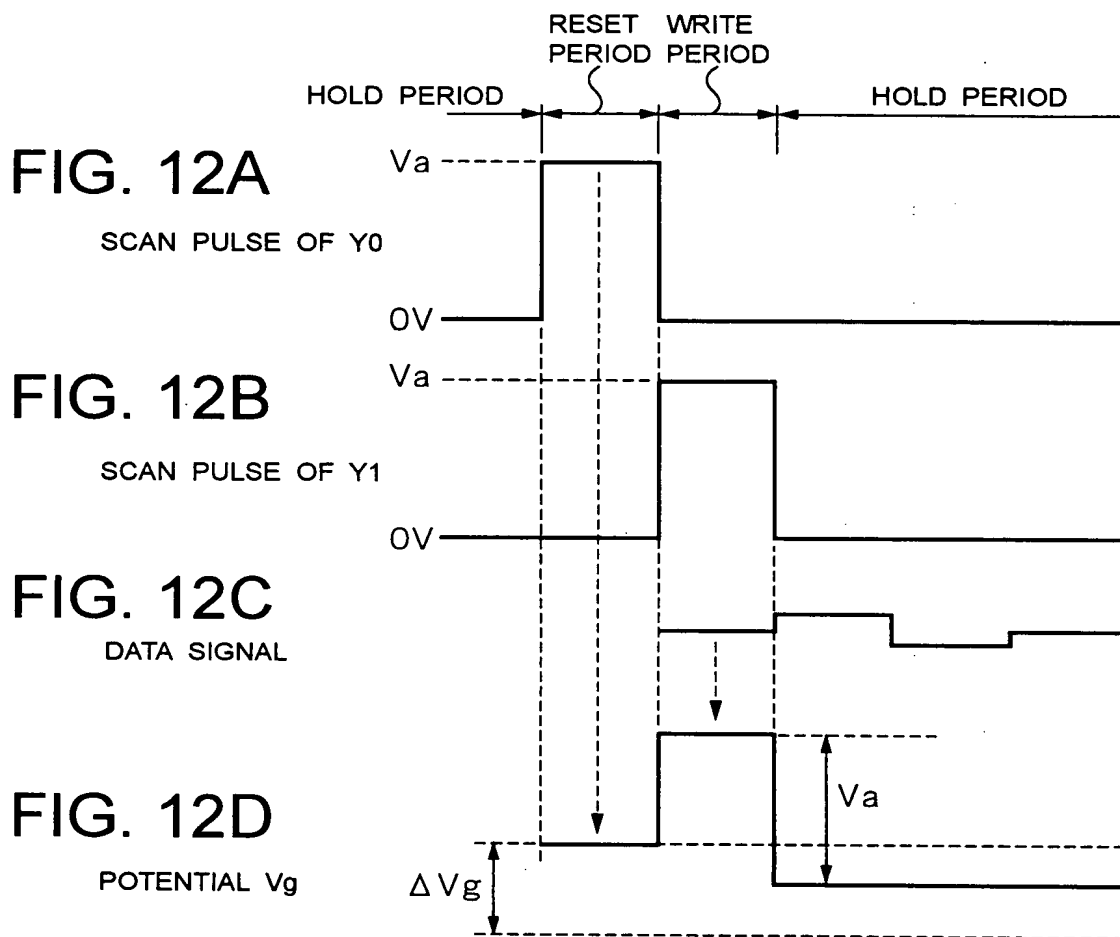 RESET WRITE
PERIOD PERIOD
HOLD PERIOD
HOLD PERIOD
FIG. 12A
Va
SCAN PULSE OF Y0
0V
FIG. 12B
Va
SCAN PULSE OF Y1
0V
FIG. 12C
DATA SIGNAL
FIG. 12D
Va
POTENTIAL Vg
ΔVg